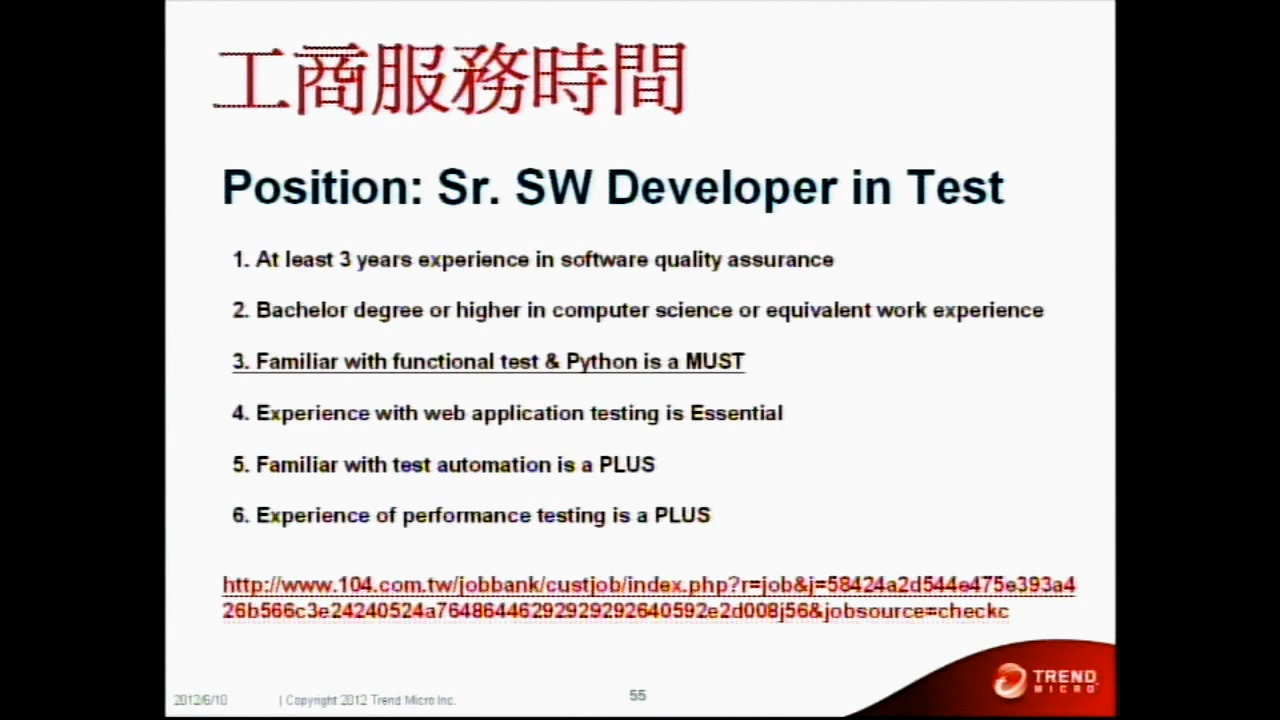 工商服務時間
Position: Sr. SW Developer in Test
1. At least 3 years experience in software quality assurance
2. Bachelor degree or higher in computer science or equivalent work experience
3. Familiar with functional test & Python is a MUST
4. Experience with web application testing is Essential
5. Familiar with test automation is a PLUS
6. Experience of performance testing is a PLUS
http://www.104.com.tw/jobbank/custjob/index.php?r=job&j=58424a2d544e475e393a4
26b566c3e24240524a764864462929292926 40592e2d008j56&jobsource=checkc
2012/6/10 | Copyright 2012 Trend Micro Inc. 55
TREND
MICRO